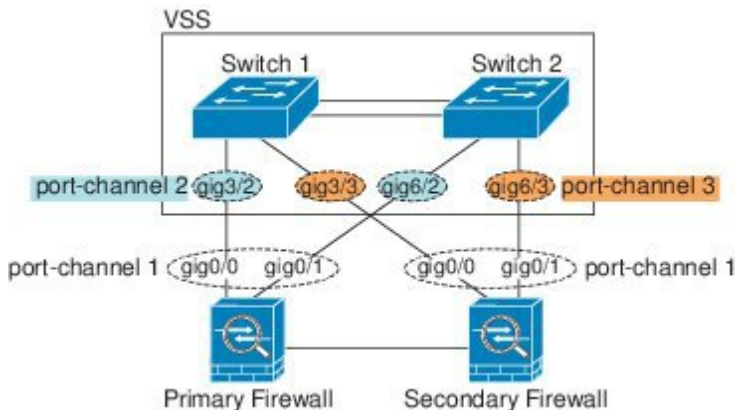 VSS
Switch 1 Switch 2
port-channel 2 gig3/2 gig3/3 gig6/2 gig6/3 port-channel 3
port-channel 1 gig0/0 gig0/1 gig0/0 gig0/1 port-channel 1
Primary Firewall Secondary Firewall